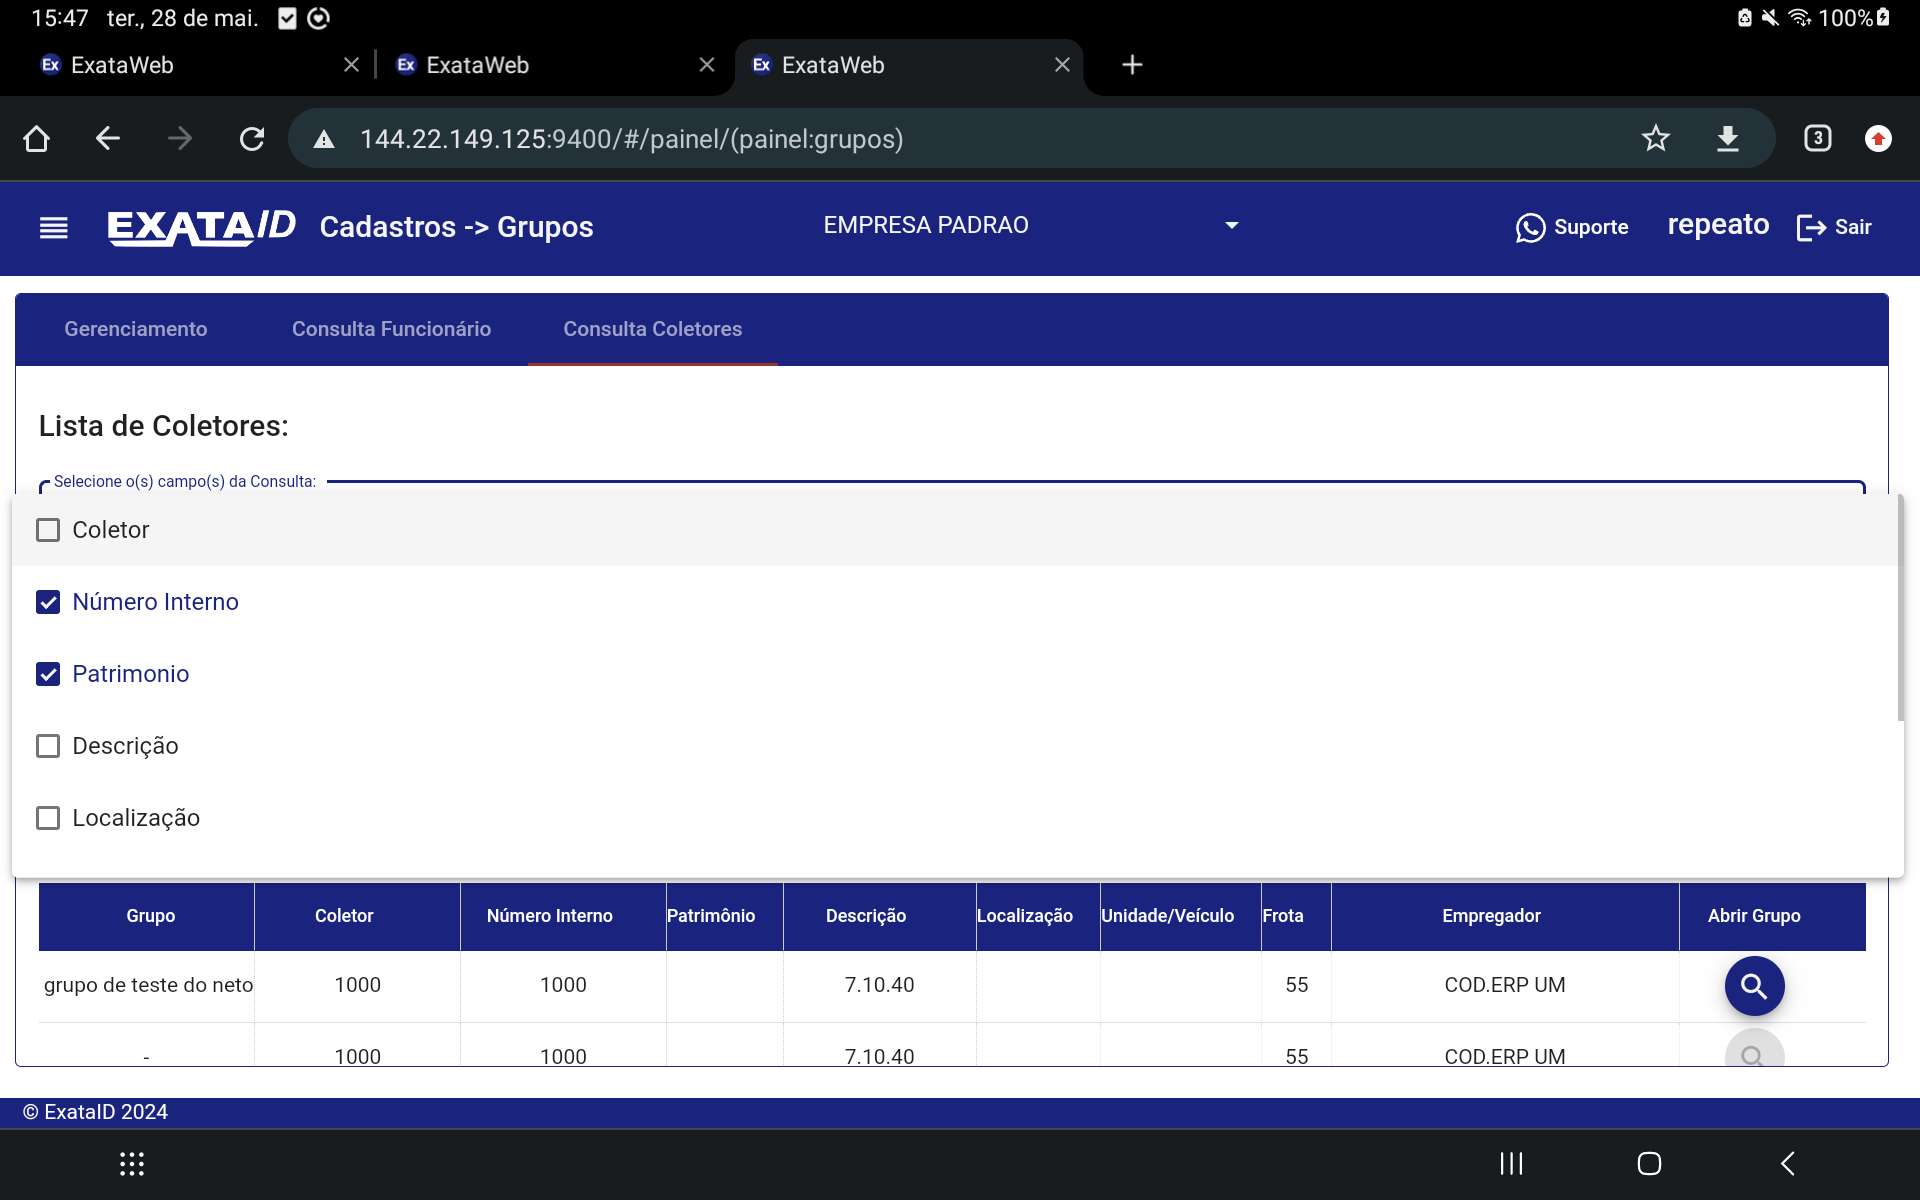 15:47 ter., 28 de mai. 100%
Ex ExataWeb Ex ExataWeb Ex ExataWeb
144.22.149.125:9400/#/painel/(painel:grupos) 3
EXATAID Cadastros -> Grupos EMPRESA PADRAO Suporte repeato Sair
Gerenciamento Consulta Funcionário Consulta Coletores
Lista de Coletores:
Selecione o(s) campo(s) da Consulta:
Coletor
Número Interno
Patrimonio
Descrição
Localização
Grupo Coletor Número Interno Patrimônio Descrição Localização Unidade/Veículo Frota Empregador Abrir Grupo
grupo de teste do neto 1000 1000 7.10.40 55 COD.ERP UM
- 1000 1000 7.10.40 55 COD.ERP UM
© ExataID 2024